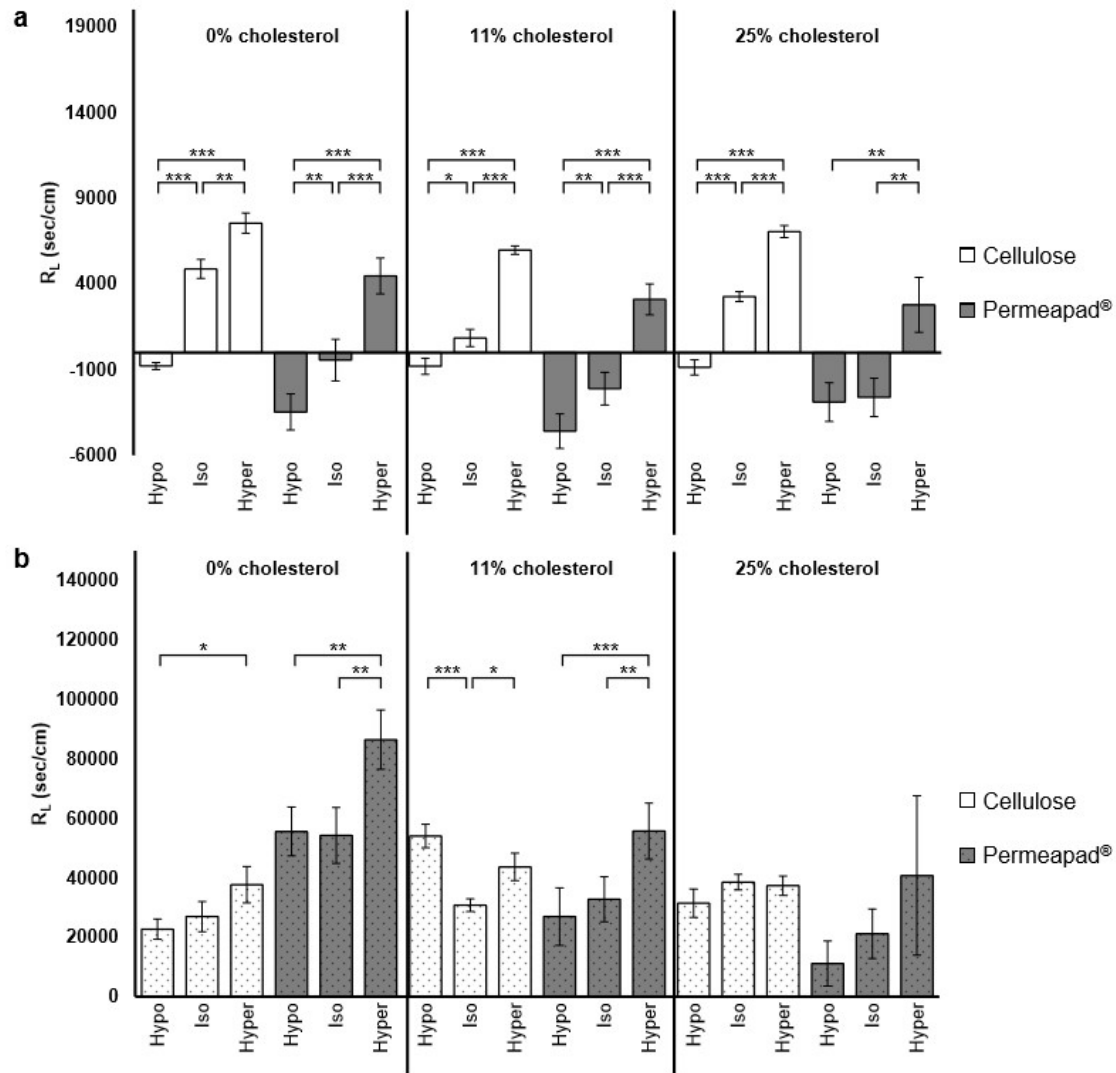 a
0% cholesterol
11% cholesterol
25% cholesterol
19000
14000
9000
4000
-1000
-6000
R_L (sec/cm)
*** *** *** *** *** **
*** ** ** *** * *** ** *** *** *** **
Hypo Iso Hyper Hypo Iso Hyper Hypo Iso Hyper Hypo Iso Hyper Hypo Iso Hyper Hypo Iso Hyper
Cellulose
Permeapad®
b
0% cholesterol
11% cholesterol
25% cholesterol
140000
120000
100000
80000
60000
40000
20000
0
R_L (sec/cm)
* ** ***
** *** * **
Hypo Iso Hyper Hypo Iso Hyper Hypo Iso Hyper Hypo Iso Hyper Hypo Iso Hyper Hypo Iso Hyper
Cellulose
Permeapad®